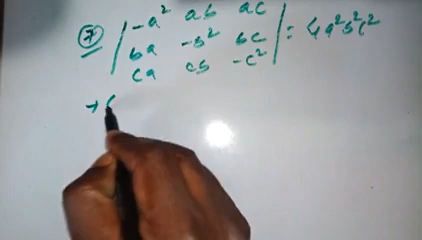 ⑦ | -a² ab ac |
| ba -b² bc | = 4a²b²c²
| ca cb -c² |
→ (